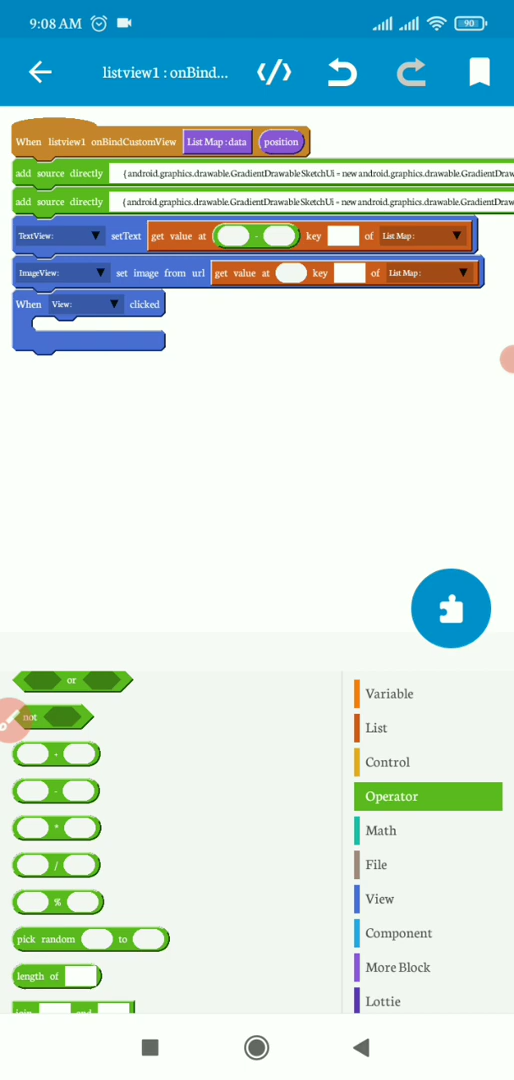 9:08 AM 90
listview1 : onBind...
When listview1 onBindCustomView List Map : data position
add source directly { android.graphics.drawable.GradientDrawable SketchUi = new android.graphics.drawable.GradientDraw
add source directly { android.graphics.drawable.GradientDrawable SketchUi = new android.graphics.drawable.GradientDraw
TextView: setText get value at - key of List Map :
ImageView: set image from url get value at key of List Map :
When View: clicked
or
not
+
-
*
/
%
pick random to
length of
join and
Variable
List
Control
Operator
Math
File
View
Component
More Block
Lottie